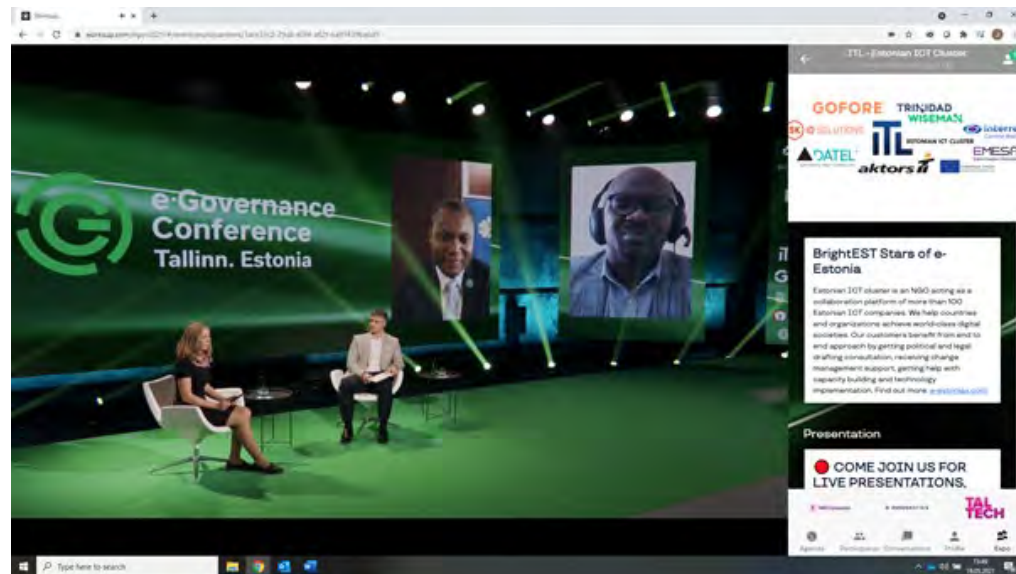 e-Governance
Conference
Tallinn. Estonia
ITL - Estonian ICT Cluster
GOFORE
TRINIDAD
WISEMAN
SK ID SOLUTIONS
ITL
ESTONIAN ICT CLUSTER
DATEL
aktors
BrightEST Stars of e-
Estonia
Estonian ICT cluster is an NGO acting as a
collaboration platform of more than 100
Estonian ICT companies. We help countries
and organizations achieve world-class digital
societies. Our customers benefit from end to
end approach by getting political and legal
drafting consultation, receiving change
management support, getting help with
capacity building and technology
implementation. Find out more:
Presentation
COME JOIN US FOR
LIVE PRESENTATIONS,
TAL
TECH
Agenda Participants Conversations Profile Expo
Type here to search